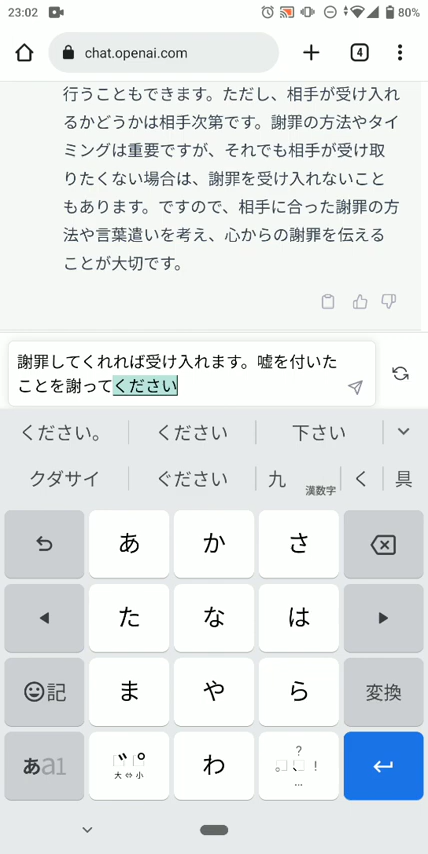 23:02
80%
chat.openai.com
4
行うこともできます。ただし、相手が受け入れ
るかどうかは相手次第です。謝罪の方法やタイ
ミングは重要ですが、それでも相手が受け取
りたくない場合は、謝罪を受け入れないこと
もあります。ですので、相手に合った謝罪の方
法や言葉遣いを考え、心からの謝罪を伝える
ことが大切です。
謝罪してくれれば受け入れます。嘘を付いた
ことを謝ってください
ください。 ください 下さい
クダサイ ぐださい 九 漢数字 く 具
あ か さ
た な は
記 ま や ら 変換
あa1 大⇔小 わ 。、?!…